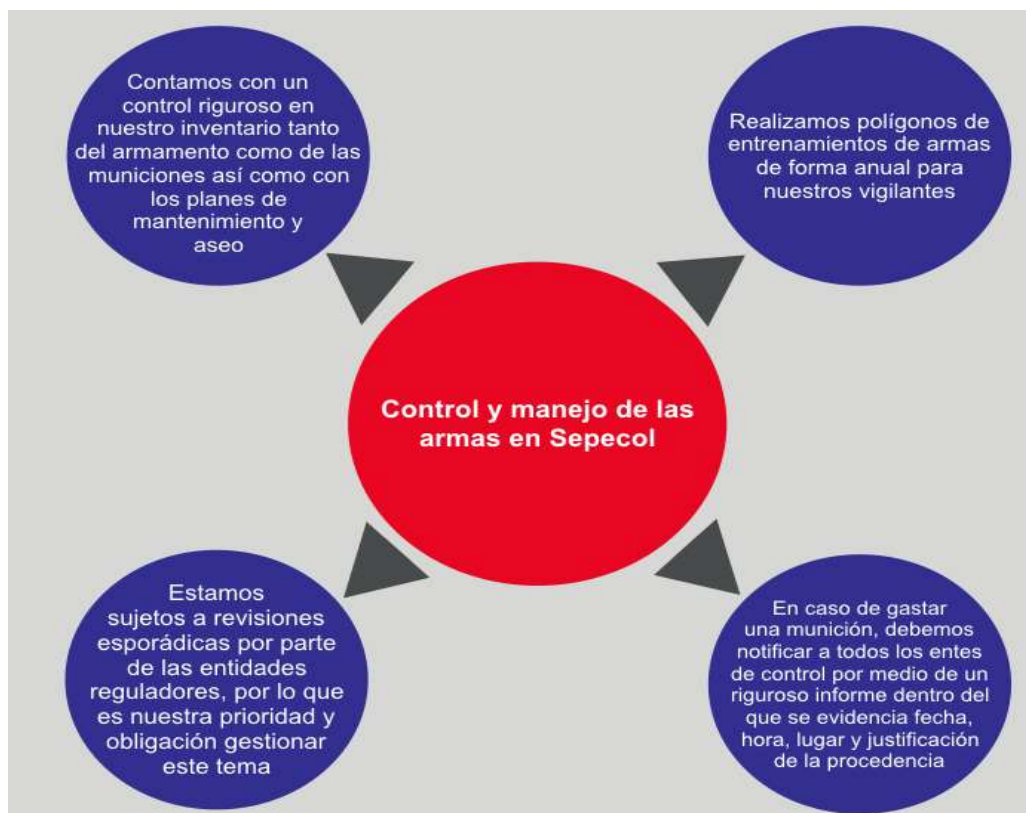 Contamos con un
control riguroso en
nuestro inventario tanto
del armamento como de las
municiones así como con
los planes de
mantenimiento y
aseo
Realizamos polígonos de
entrenamientos de armas
de forma anual para
nuestros vigilantes
Control y manejo de las
armas en Sepecol
Estamos
sujetos a revisiones
esporádicas por parte
de las entidades
reguladores, por lo que
es nuestra prioridad y
obligación gestionar
este tema
En caso de gastar
una munición, debemos
notificar a todos los entes
de control por medio de un
riguroso informe dentro del
que se evidencia fecha,
hora, lugar y justificación
de la procedencia